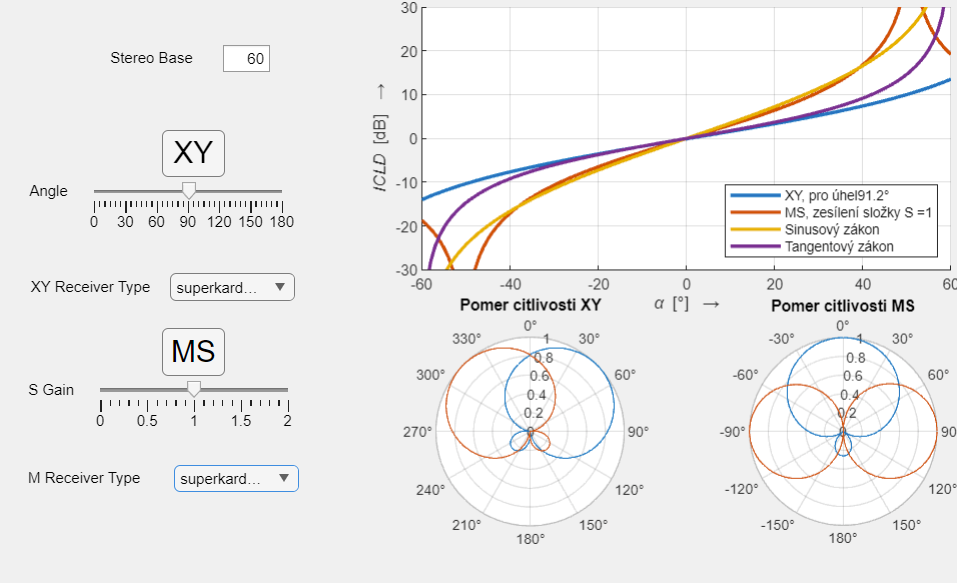 Stereo Base 60
XY
Angle
0 30 60 90 120 150 180
XY Receiver Type superkard…
MS
S Gain
0 0.5 1 1.5 2
M Receiver Type superkard…
30
20
10
0
-10
-20
-30
ICLD [dB] →
-60 -40 -20 0 20 40 60
α [°] →
XY, pro úhel91.2°
MS, zesílení složky S =1
Sinusový zákon
Tangentový zákon
Pomer citlivosti XY
0°
330° 30°
300° 60°
270° 90°
240° 120°
210° 150°
180°
1
0.8
0.6
0.4
0.2
0
Pomer citlivosti MS
0°
-30° 30°
-60° 60°
-90° 90
-120° 120°
-150° 150°
180°
1
0.8
0.6
0.4
0.2
0